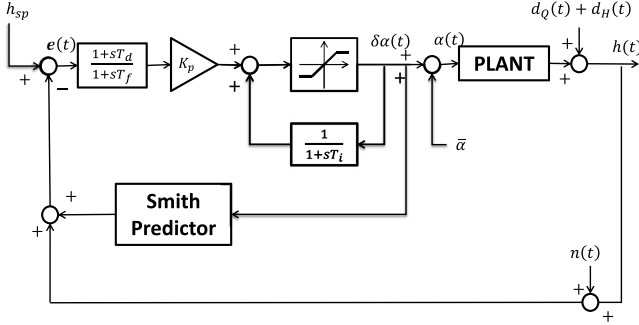 h_sp
d_Q(t) + d_H(t)
e(t)
(1+sT_d)/(1+sT_f)
K_p
δα(t)
α(t)
PLANT
h(t)
+
−
+
+
+
+
+
+
+
1/(1+sT_i)
ᾱ
Smith
Predictor
+
+
n(t)
+
+